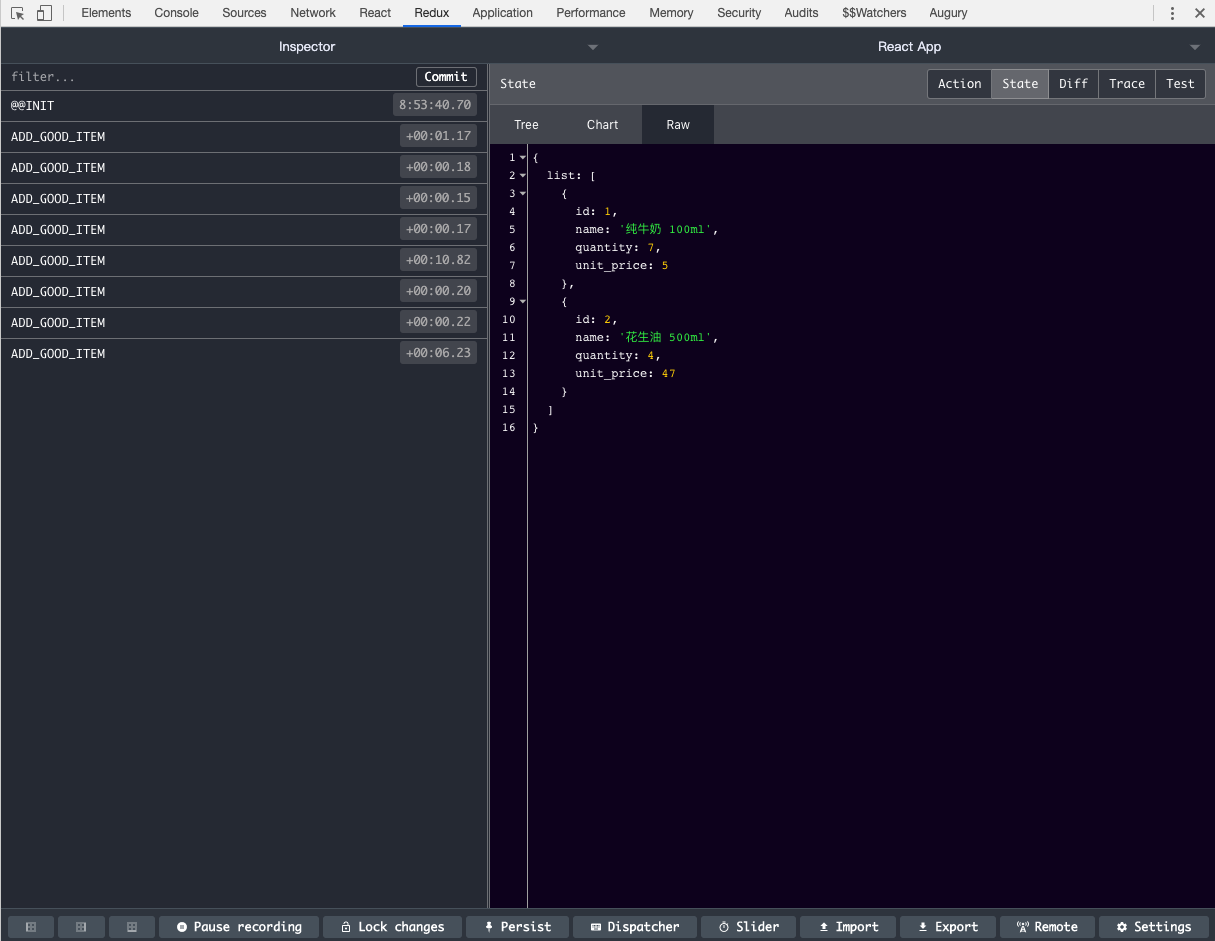 Elements Console Sources Network React Redux Application Performance Memory Security Audits $$Watchers Augury
Inspector
React App
filter...
Commit
@@INIT 8:53:40.70
ADD_GOOD_ITEM +00:01.17
ADD_GOOD_ITEM +00:00.18
ADD_GOOD_ITEM +00:00.15
ADD_GOOD_ITEM +00:00.17
ADD_GOOD_ITEM +00:10.82
ADD_GOOD_ITEM +00:00.20
ADD_GOOD_ITEM +00:00.22
ADD_GOOD_ITEM +00:06.23
State
Action State Diff Trace Test
Tree Chart Raw
1 {
2 list: [
3 {
4 id: 1,
5 name: '纯牛奶 100ml',
6 quantity: 7,
7 unit_price: 5
8 },
9 {
10 id: 2,
11 name: '花生油 500ml',
12 quantity: 4,
13 unit_price: 47
14 }
15 ]
16 }
Pause recording Lock changes Persist Dispatcher Slider Import Export Remote Settings